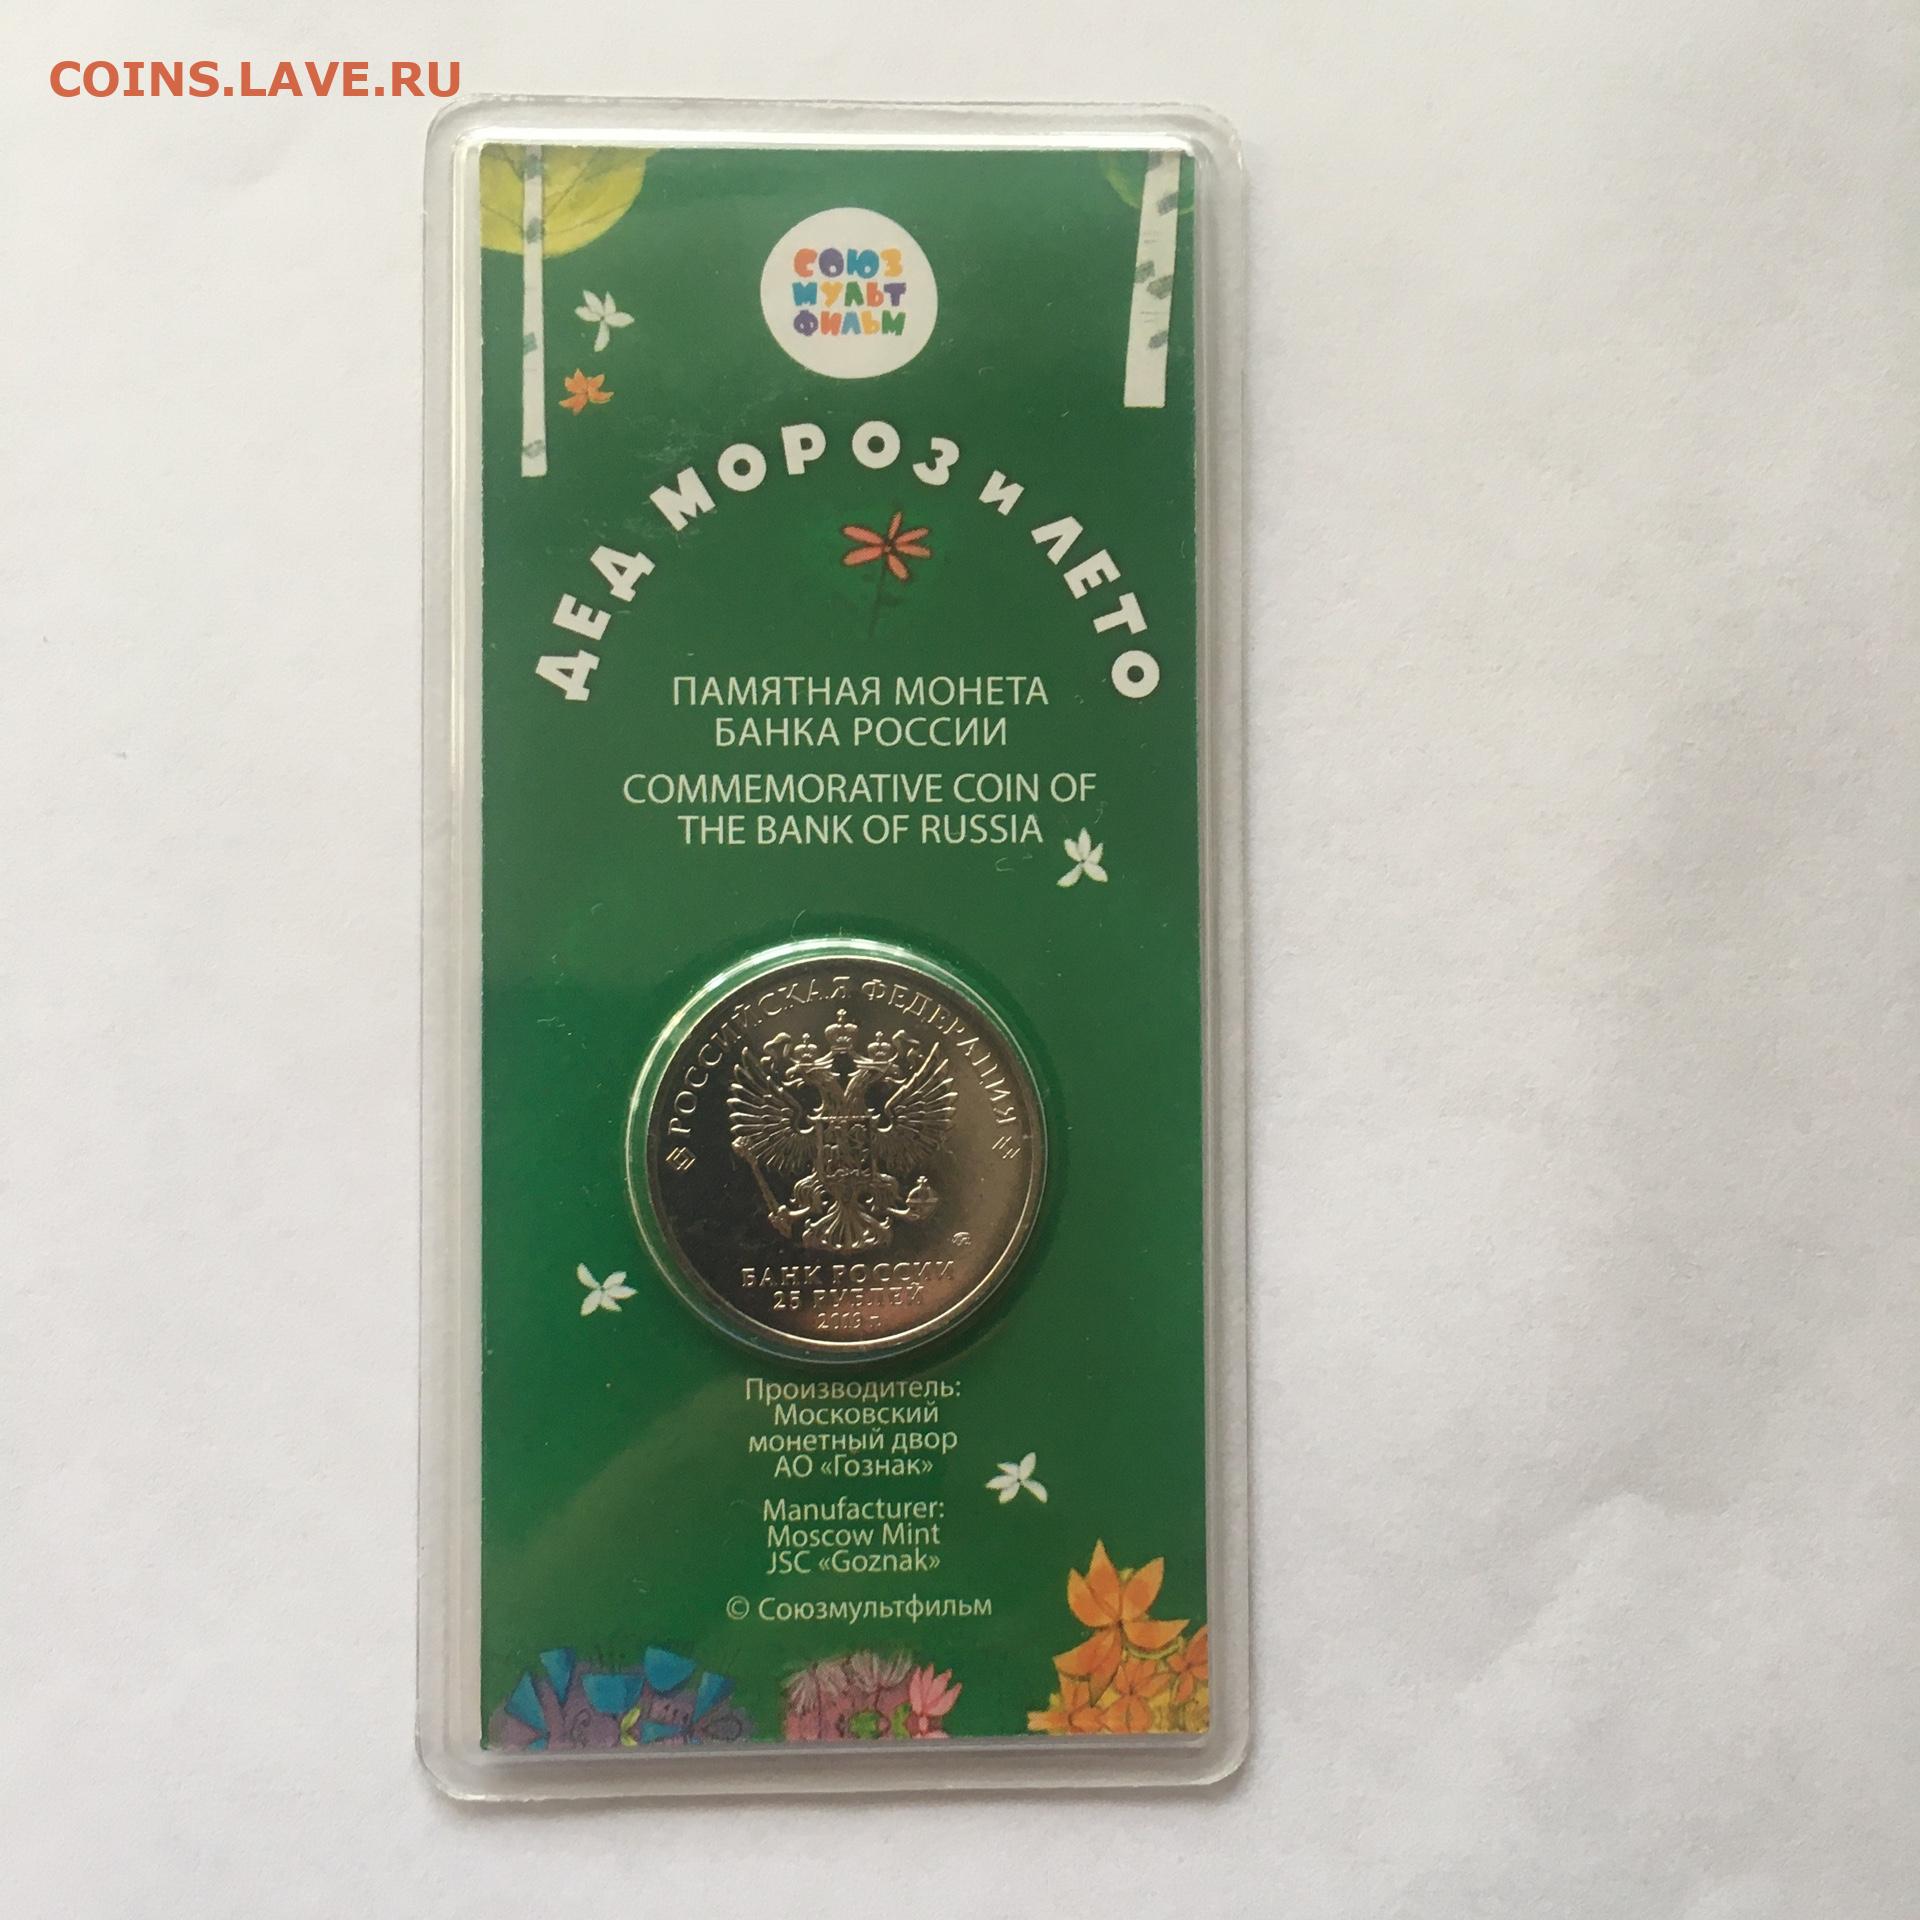 COINS.LAVE.RU
СОЮЗ
МУЛЬТ
ФИЛЬМ
ДЕД МОРОЗ И ЛЕТО
ПАМЯТНАЯ МОНЕТА
БАНКА РОССИИ
COMMEMORATIVE COIN OF
THE BANK OF RUSSIA
РОССИЙСКАЯ ФЕДЕРАЦИЯ
БАНК РОССИИ
25 РУБЛЕЙ
2019 г.
Производитель:
Московский
монетный двор
АО «Гознак»
Manufacturer:
Moscow Mint
JSC «Goznak»
© Союзмультфильм